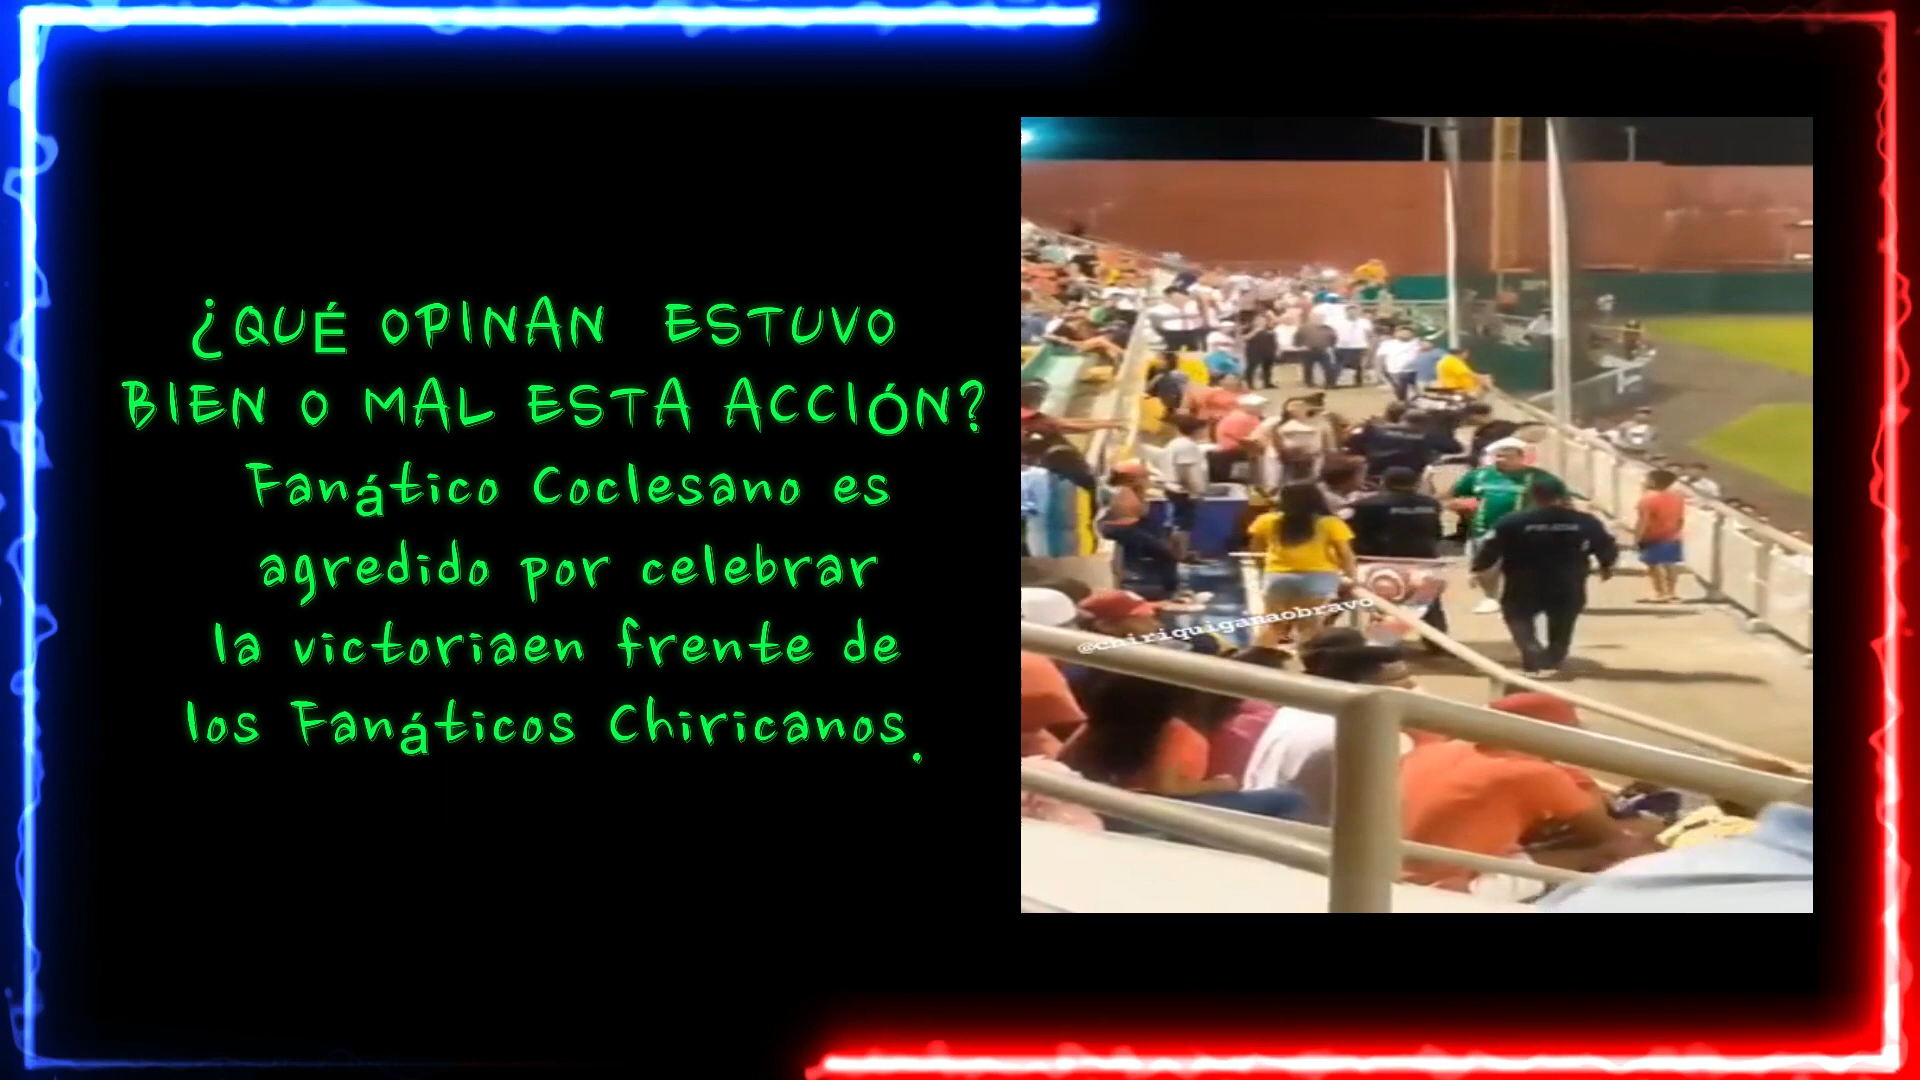 ¿QUÉ OPINAN ESTUVO
BIEN O MAL ESTA ACCIÓN?
Fanático Coclesano es
agredido por celebrar
la victoriaen frente de
los Fanáticos Chiricanos.
POLICIA
@chiriquiganaobravo